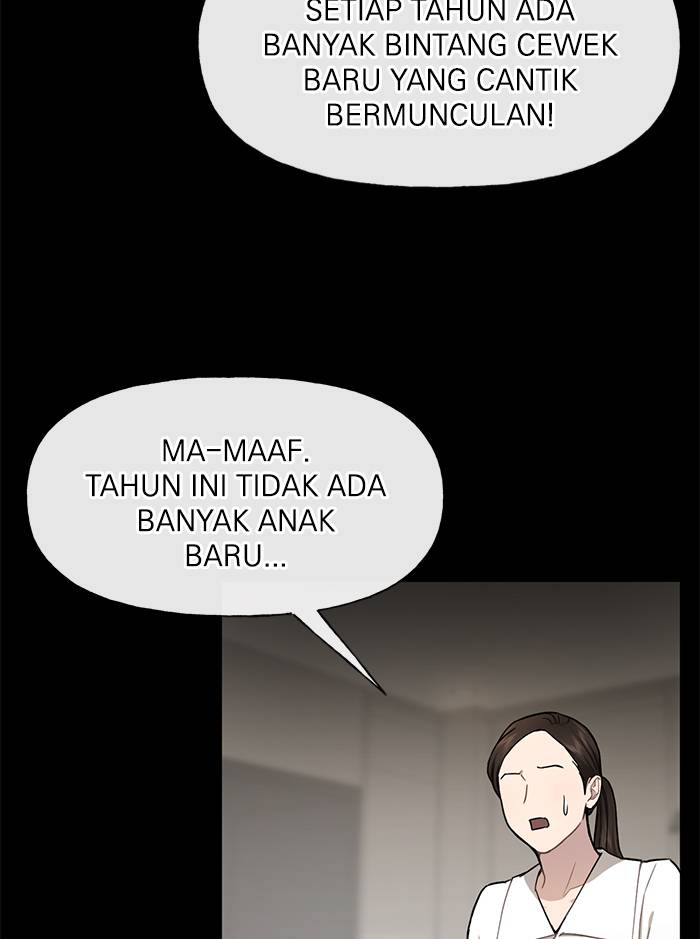 SETIAP TAHUN ADA
BANYAK BINTANG CEWEK
BARU YANG CANTIK
BERMUNCULAN!
MA-MAAF.
TAHUN INI TIDAK ADA
BANYAK ANAK
BARU...